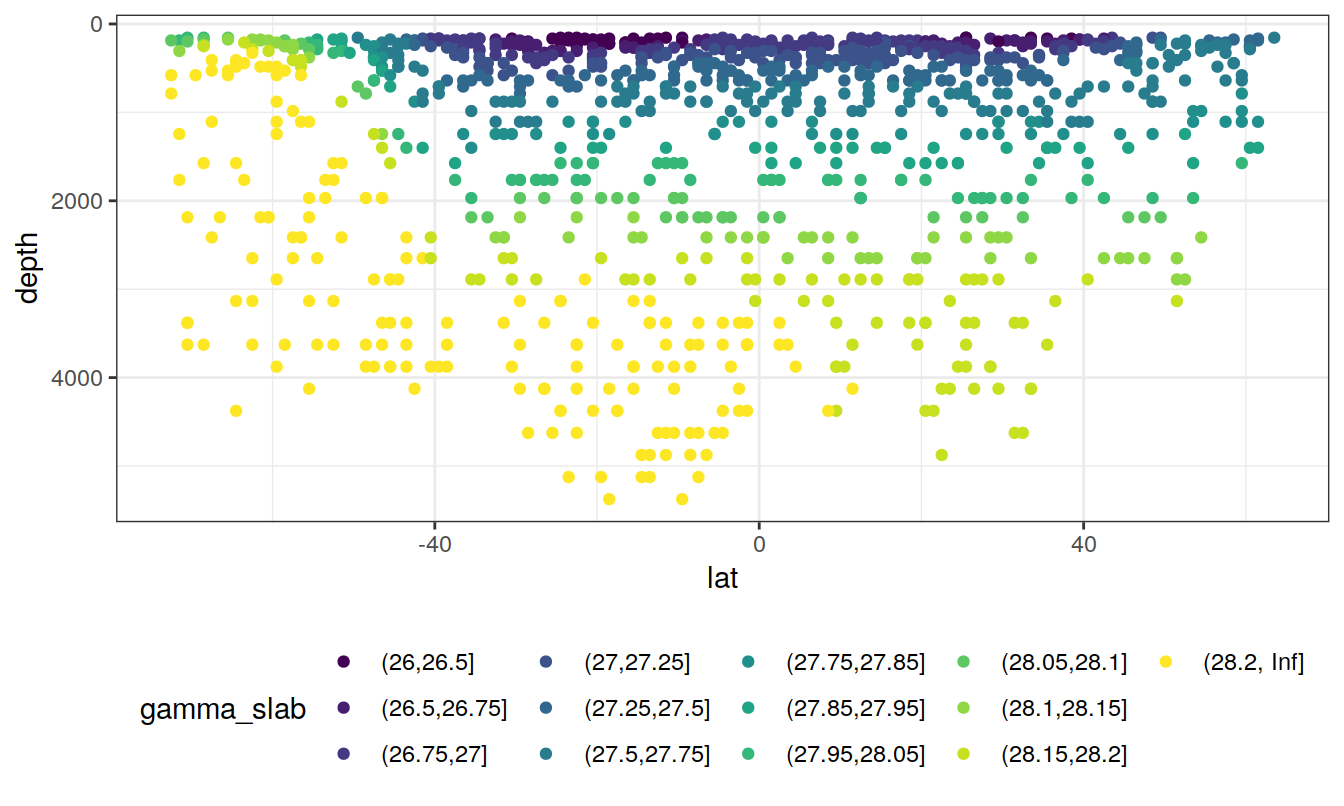 0
2000
4000
depth
-40 0 40
lat
gamma_slab
(26,26.5] (27,27.25] (27.75,27.85] (28.05,28.1] (28.2, Inf]
(26.5,26.75] (27.25,27.5] (27.85,27.95] (28.1,28.15]
(26.75,27] (27.5,27.75] (27.95,28.05] (28.15,28.2]